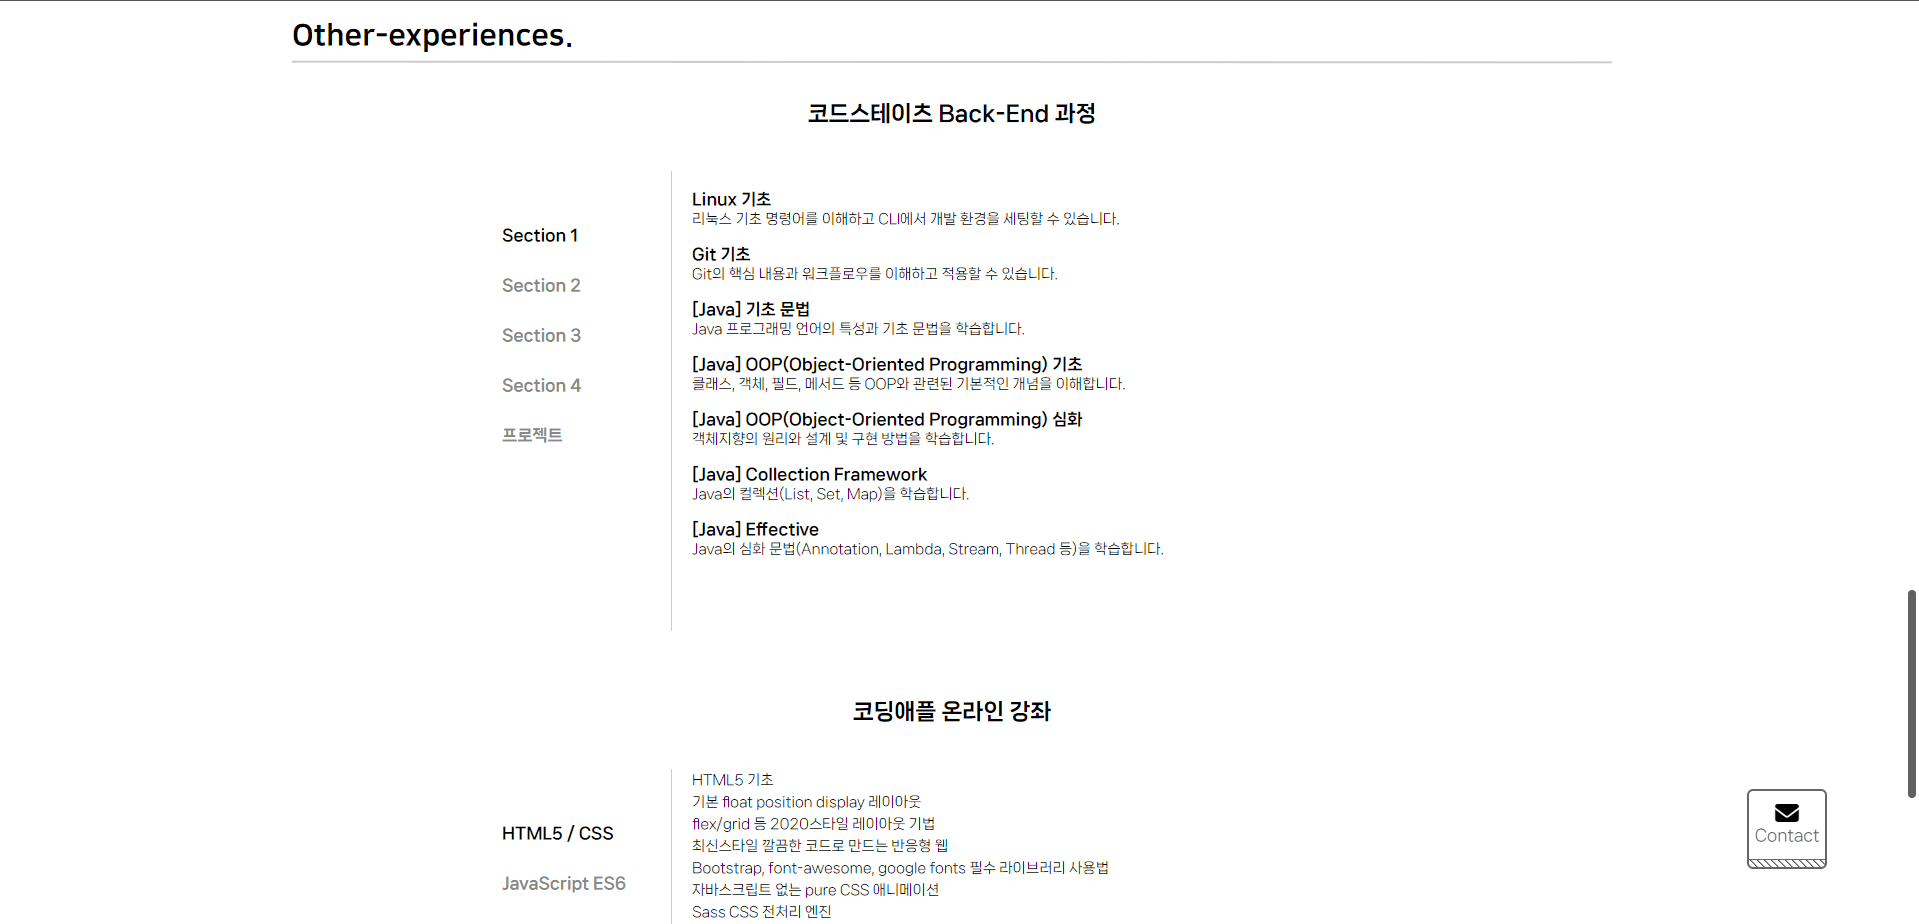 Other-experiences.
코드스테이츠 Back-End 과정
Section 1
Section 2
Section 3
Section 4
프로젝트
Linux 기초
리눅스 기초 명령어를 이해하고 CLI에서 개발 환경을 세팅할 수 있습니다.
Git 기초
Git의 핵심 내용과 워크플로우를 이해하고 적용할 수 있습니다.
[Java] 기초 문법
Java 프로그래밍 언어의 특성과 기초 문법을 학습합니다.
[Java] OOP(Object-Oriented Programming) 기초
클래스, 객체, 필드, 메서드 등 OOP와 관련된 기본적인 개념을 이해합니다.
[Java] OOP(Object-Oriented Programming) 심화
객체지향의 원리와 설계 및 구현 방법을 학습합니다.
[Java] Collection Framework
Java의 컬렉션(List, Set, Map)을 학습합니다.
[Java] Effective
Java의 심화 문법(Annotation, Lambda, Stream, Thread 등)을 학습합니다.
코딩애플 온라인 강좌
HTML5 / CSS
JavaScript ES6
HTML5 기초
기본 float position display 레이아웃
flex/grid 등 2020스타일 레이아웃 기법
최신스타일 깔끔한 코드로 만드는 반응형 웹
Bootstrap, font-awesome, google fonts 필수 라이브러리 사용법
자바스크립트 없는 pure CSS 애니메이션
Sass CSS 전처리 엔진
Contact